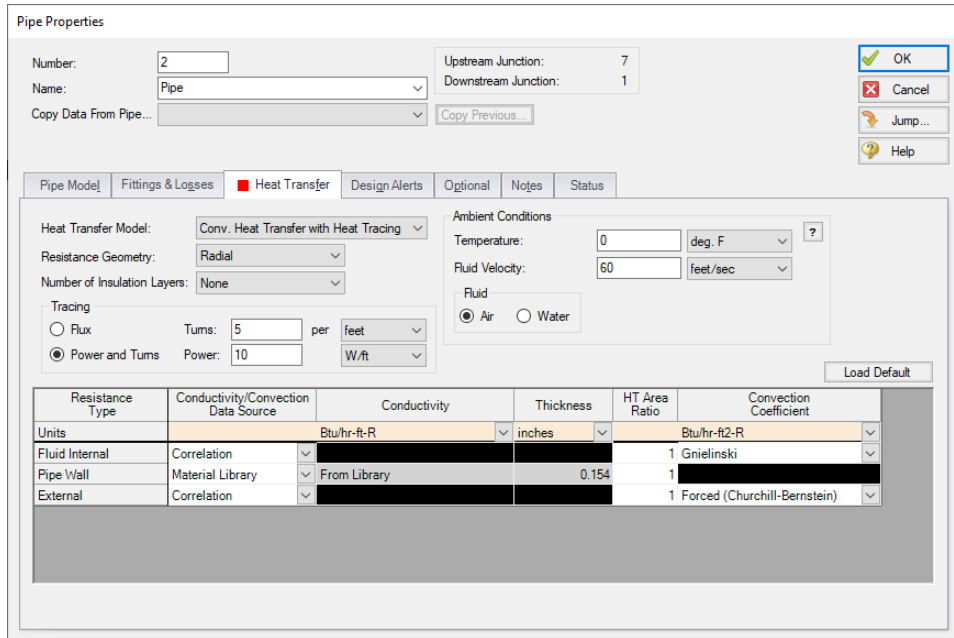 Pipe Properties
Number: 2
Name: Pipe
Copy Data From Pipe...
Copy Previous...
Upstream Junction: 7
Downstream Junction: 1
OK
Cancel
Jump...
Help
Pipe Model Fittings & Losses Heat Transfer Design Alerts Optional Notes Status
Heat Transfer Model: Conv. Heat Transfer with Heat Tracing
Resistance Geometry: Radial
Number of Insulation Layers: None
Tracing
Flux Turns: 5 per feet
Power and Turns Power: 10 W/ft
Ambient Conditions
Temperature: 0 deg. F ?
Fluid Velocity: 60 feet/sec
Fluid
Air Water
Load Default
Resistance Type Conductivity/Convection Data Source Conductivity Thickness HT Area Ratio Convection Coefficient
Units Btu/hr-ft-R inches Btu/hr-ft2-R
Fluid Internal Correlation 1 Gnielinski
Pipe Wall Material Library From Library 0.154 1
External Correlation 1 Forced (Churchill-Bernstein)